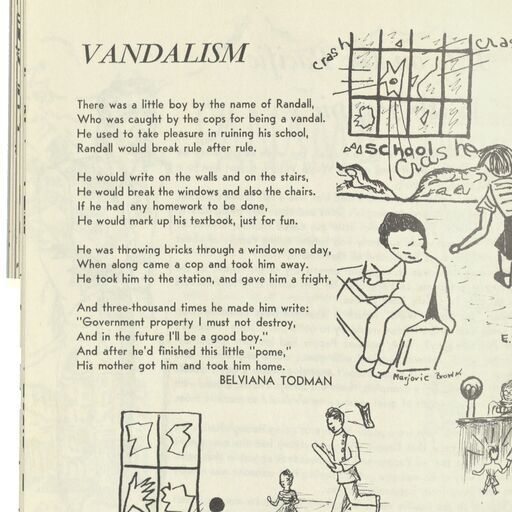 VANDALISM
There was a little boy by the name of Randall,
Who was caught by the cops for being a vandal.
He used to take pleasure in ruining his school,
Randall would break rule after rule.
He would write on the walls and on the stairs,
He would break the windows and also the chairs.
If he had any homework to be done,
He would mark up his textbook, just for fun.
He was throwing bricks through a window one day,
When along came a cop and took him away.
He took him to the station, and gave him a fright,
And three-thousand times he made him write:
"Government property I must not destroy,
And in the future I'll be a good boy."
And after he'd finished this little "pome,"
His mother got him and took him home.
BELVIANA TODMAN
crash
cra
school
Crash
he
E.
Marjorie Brown